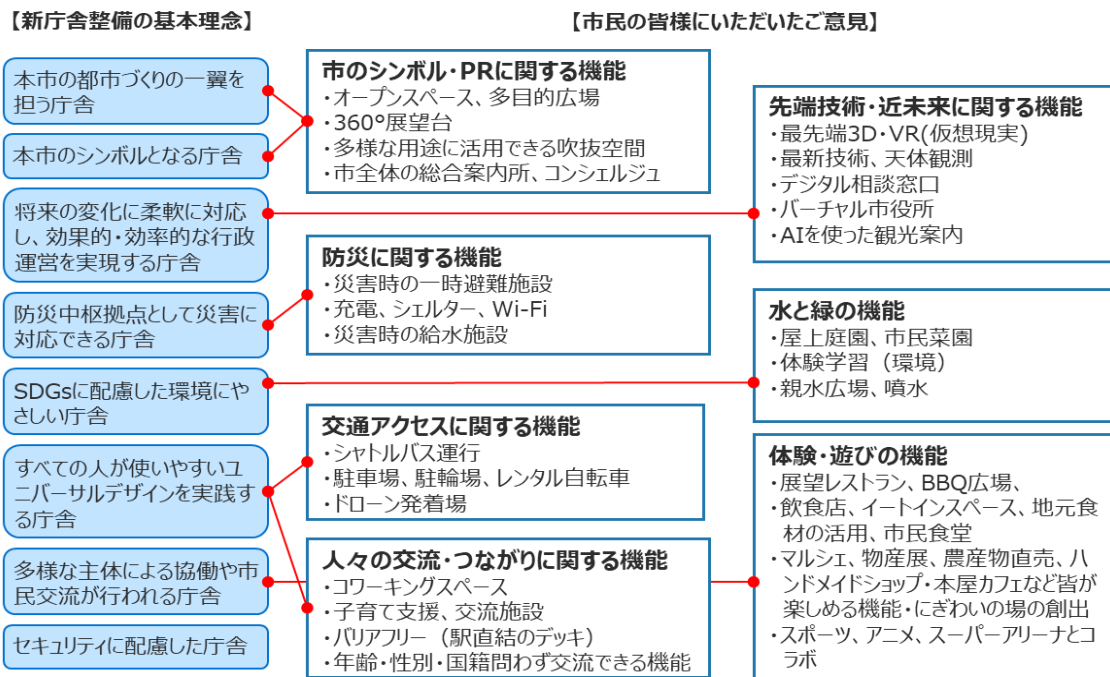 【新庁舎整備の基本理念】
【市民の皆様にいただいたご意見】
本市の都市づくりの一翼を
担う庁舎
本市のシンボルとなる庁舎
将来の変化に柔軟に対応
し、効果的・効率的な行政
運営を実現する庁舎
防災中枢拠点として災害に
対応できる庁舎
SDGsに配慮した環境にや
さしい庁舎
すべての人が使いやすいユ
ニバーサルデザインを実践す
る庁舎
多様な主体による協働や市
民交流が行われる庁舎
セキュリティに配慮した庁舎
市のシンボル・PRに関する機能
・オープンスペース、多目的広場
・360°展望台
・多様な用途に活用できる吹抜空間
・市全体の総合案内所、コンシェルジュ
防災に関する機能
・災害時の一時避難施設
・充電、シェルター、Wi-Fi
・災害時の給水施設
交通アクセスに関する機能
・シャトルバス運行
・駐車場、駐輪場、レンタル自転車
・ドローン発着場
人々の交流・つながりに関する機能
・コワーキングスペース
・子育て支援、交流施設
・バリアフリー（駅直結のデッキ）
・年齢・性別・国籍問わず交流できる機能
先端技術・近未来に関する機能
・最先端3D・VR(仮想現実)
・最新技術、天体観測
・デジタル相談窓口
・バーチャル市役所
・AIを使った観光案内
水と緑の機能
・屋上庭園、市民菜園
・体験学習（環境）
・親水広場、噴水
体験・遊びの機能
・展望レストラン、BBQ広場、
・飲食店、イートインスペース、地元食
材の活用、市民食堂
・マルシェ、物産展、農産物直売、ハ
ンドメイドショップ・本屋カフェなど皆が
楽しめる機能・にぎわいの場の創出
・スポーツ、アニメ、スーパーアリーナとコ
ラボ